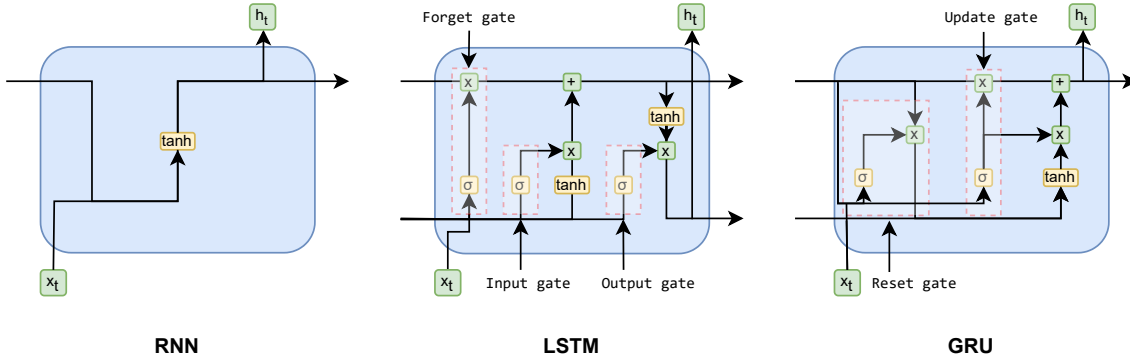 h_t
tanh
x_t
RNN
Forget gate
h_t
x
+
tanh
x
x
σ
σ
tanh
σ
x_t
Input gate
Output gate
LSTM
Update gate
h_t
x
+
x
x
σ
σ
tanh
x_t
Reset gate
GRU